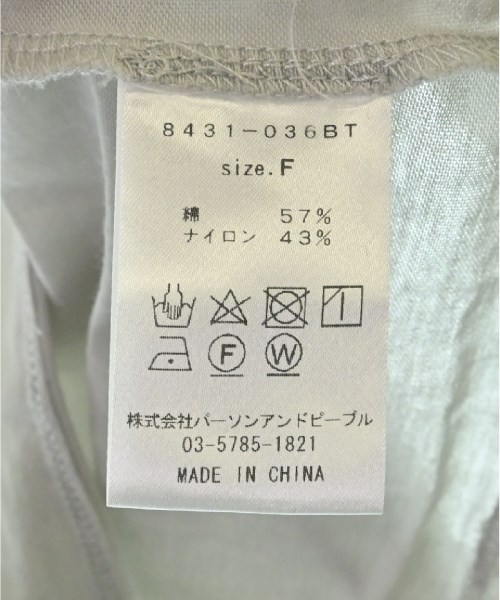 8431-036BT
size.F
綿 57%
ナイロン 43%
F W
株式会社パーソンアンドピープル
03-5785-1821
MADE IN CHINA